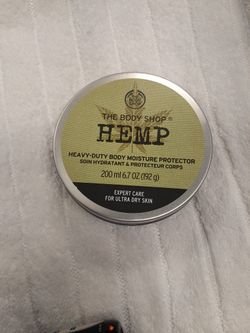 THE BODY SHOP®
HEMP
HEAVY-DUTY BODY MOISTURE PROTECTOR
SOIN HYDRATANT & PROTECTEUR CORPS
200 ml 6.7 OZ (192 g)
EXPERT CARE
FOR ULTRA DRY SKIN